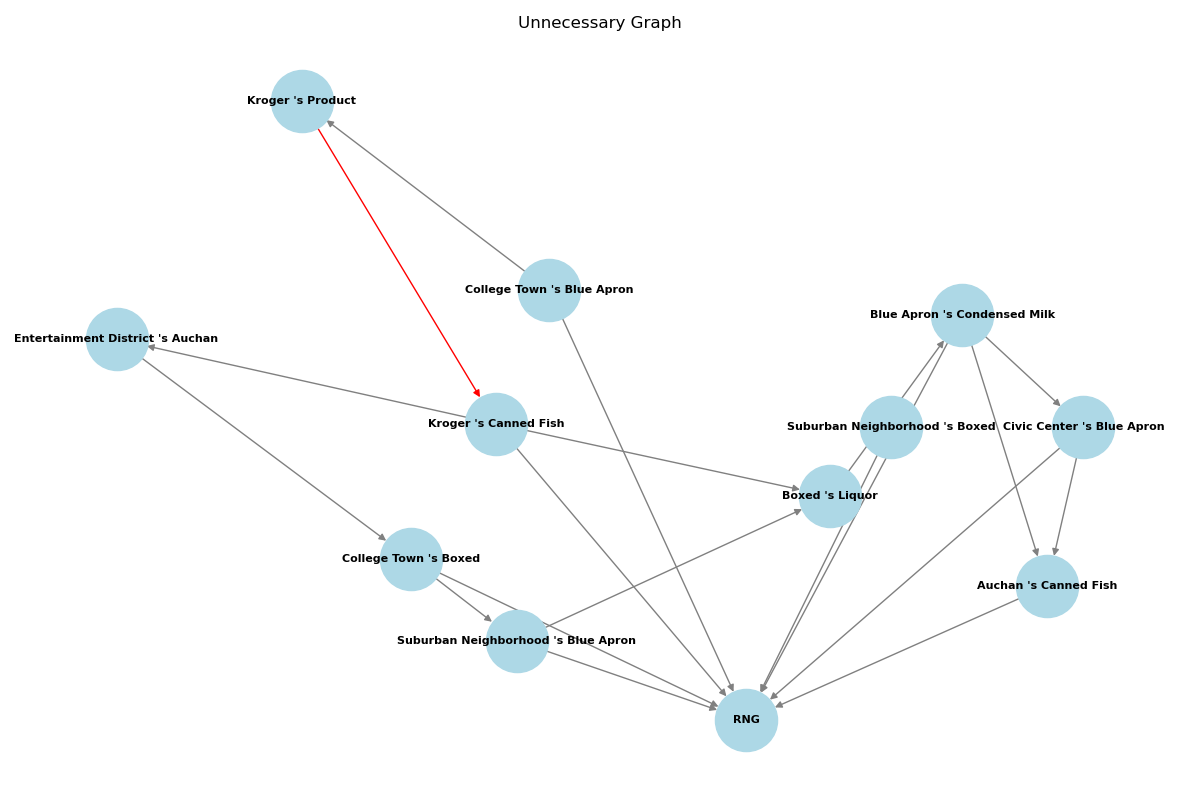 Unnecessary Graph
Kroger 's Product
College Town 's Blue Apron
Blue Apron 's Condensed Milk
Entertainment District 's Auchan
Kroger 's Canned Fish
Suburban Neighborhood 's Boxed
Civic Center 's Blue Apron
Boxed 's Liquor
College Town 's Boxed
Auchan 's Canned Fish
Suburban Neighborhood 's Blue Apron
RNG